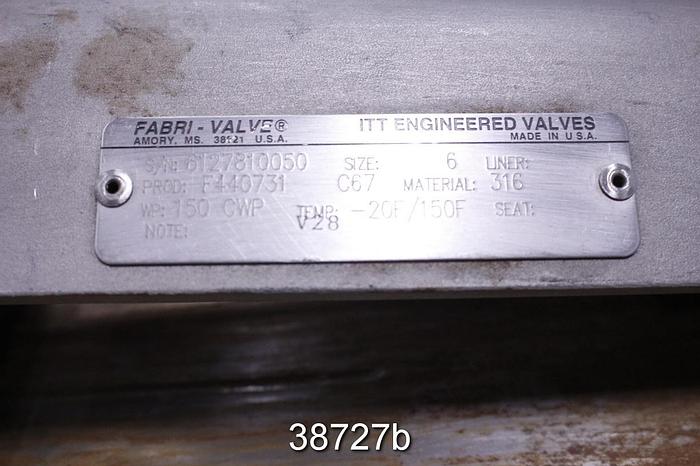 FABRI-VALVE® ITT ENGINEERED VALVES
AMORY, MS. 38821 U.S.A. MADE IN U.S.A.
S/N: 6127810050 SIZE: 6 LINER:
PROD: F440731 C67 MATERIAL: 316
WP: 150 CWP TEMP: -20F/150F SEAT:
NOTE: V28
38727b